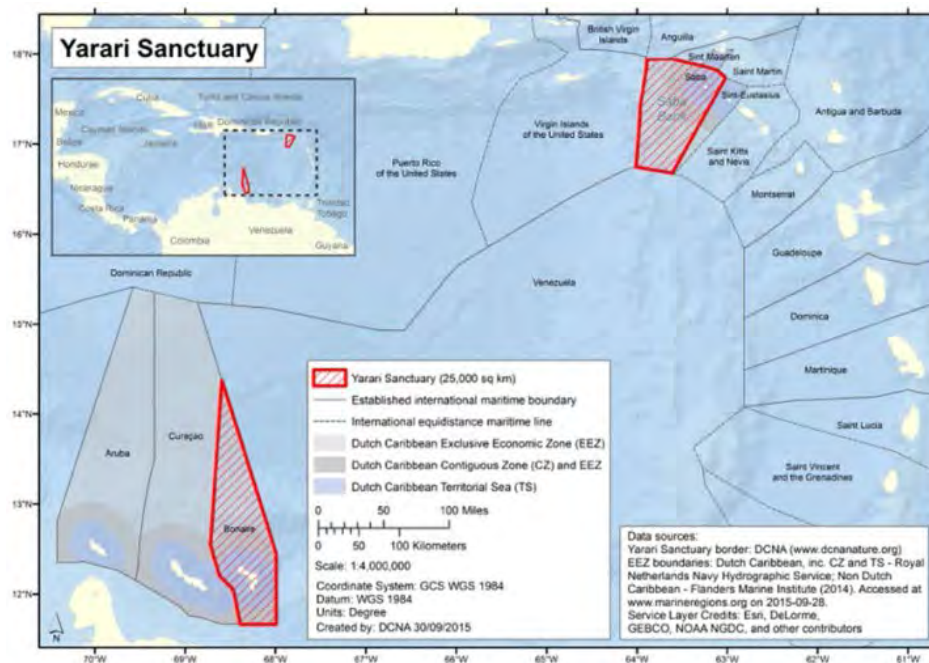 Yarari Sanctuary
18°N
17°N
16°N
15°N
14°N
13°N
12°N
70°W
69°W
68°W
67°W
66°W
65°W
64°W
63°W
62°W
61°W
Mexico
Cuba
Turks and Caicos Islands
Cayman Islands
Haiti
Dominican Republic
Belize
Jamaica
Honduras
Nicaragua
Costa Rica
Panama
Trinidad
Tobago
Colombia
Venezuela
Guyana
British Virgin
Islands
Anguilla
Sint Maarten
Saba
Saint Martin
Sint-Eustasius
Saba
Bank
Antigua and Barbuda
Virgin Islands
of the United States
Puerto Rico
of the United States
Saint Kitts
and Nevis
Montserrat
Guadeloupe
Dominican Republic
Venezuela
Dominica
Martinique
Saint Lucia
Saint Vincent
and the Grenadines
Aruba
Curaçao
Bonaire
Yarari Sanctuary (25,000 sq km)
Established international maritime boundary
International equidistance maritime line
Dutch Caribbean Exclusive Economic Zone (EEZ)
Dutch Caribbean Contiguous Zone (CZ) and EEZ
Dutch Caribbean Territorial Sea (TS)
0 50 100 Miles
0 50 100 Kilometers
Scale: 1:4,000,000
Coordinate System: GCS WGS 1984
Datum: WGS 1984
Units: Degree
Created by: DCNA 30/09/2015
Data sources:
Yarari Sanctuary border: DCNA (www.dcnanature.org)
EEZ boundaries: Dutch Caribbean, inc. CZ and TS - Royal
Netherlands Navy Hydrographic Service; Non Dutch
Caribbean - Flanders Marine Institute (2014). Accessed at
www.marineregions.org on 2015-09-28.
Service Layer Credits: Esri, DeLorme,
GEBCO, NOAA NGDC, and other contributors
N